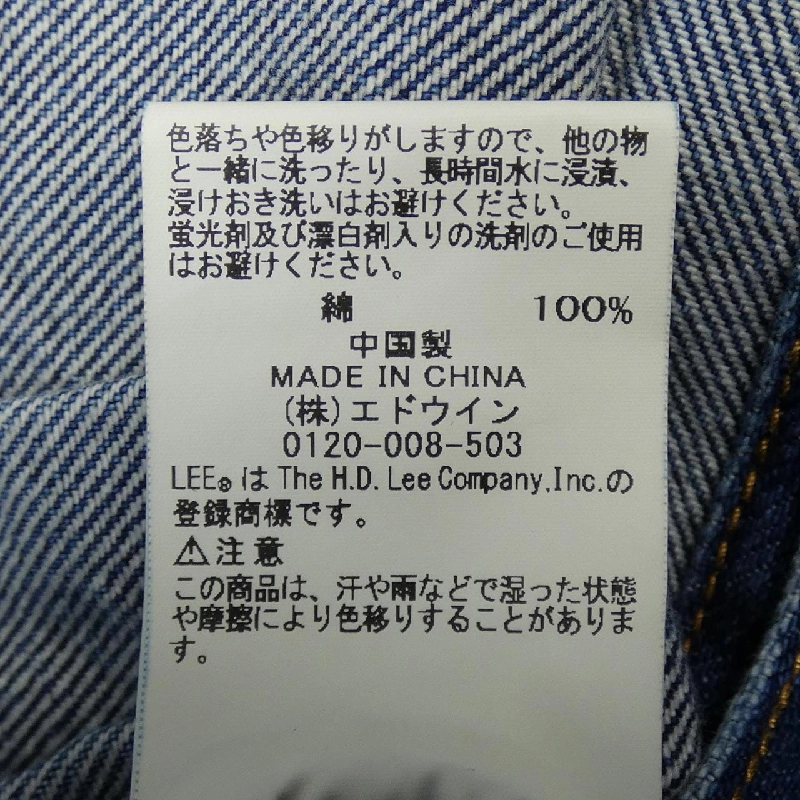 色落ちや色移りがしますので、他の物
と一緒に洗ったり、長時間水に浸漬、
浸けおき洗いはお避けください。
蛍光剤及び漂白剤入りの洗剤のご使用
はお避けください。
綿 100%
中国製
MADE IN CHINA
(株)エドウイン
0120-008-503
LEE®は The H.D. Lee Company,Inc.の
登録商標です。
⚠注意
この商品は、汗や雨などで湿った状態
や摩擦により色移りすることがありま
す。